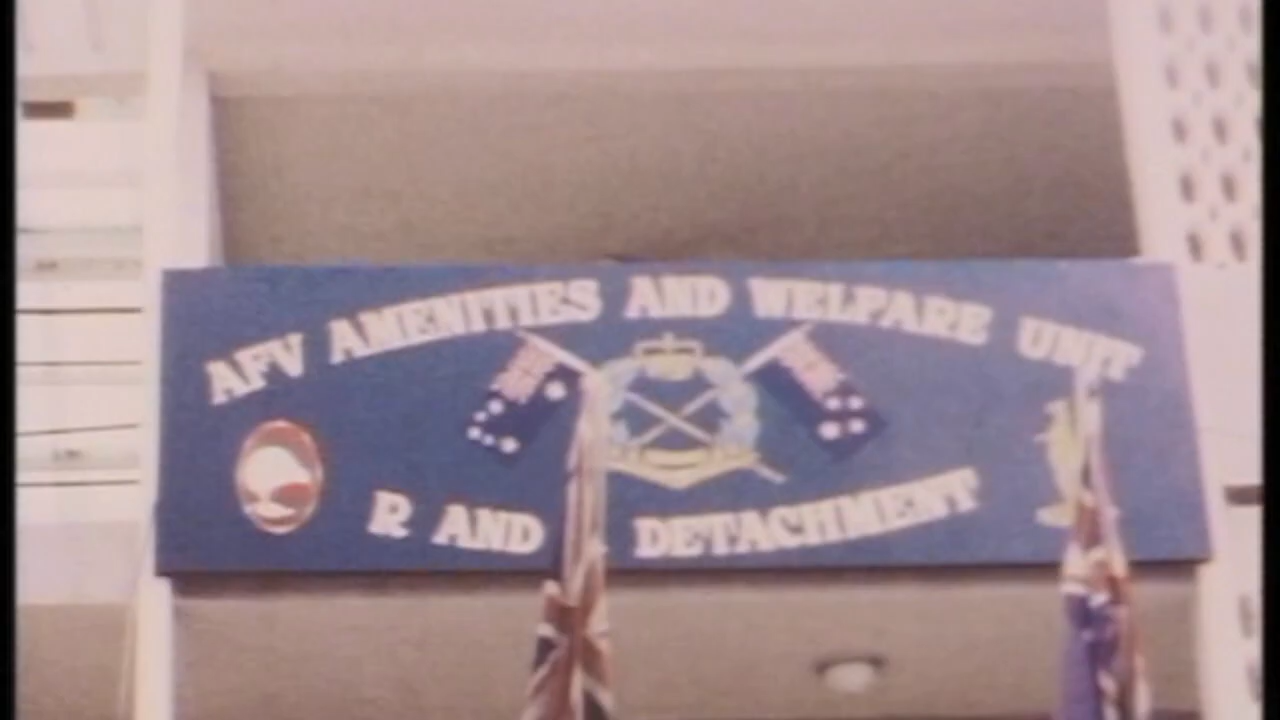 AFV AMENITIES AND WELFARE UNIT
R AND DETACHMENT